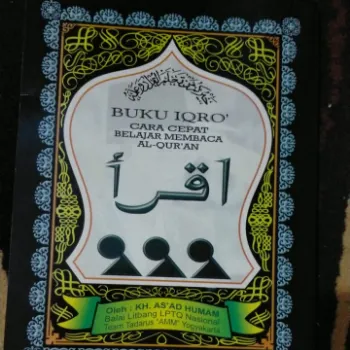 BUKU IQRO'
CARA CEPAT
BELAJAR MEMBACA
AL-QUR'AN
اقرأ
Oleh : KH. AS'AD HUMAM
Balai Litbang LPTQ Nasional
Team Tadarus "AMM" Yogyakarta